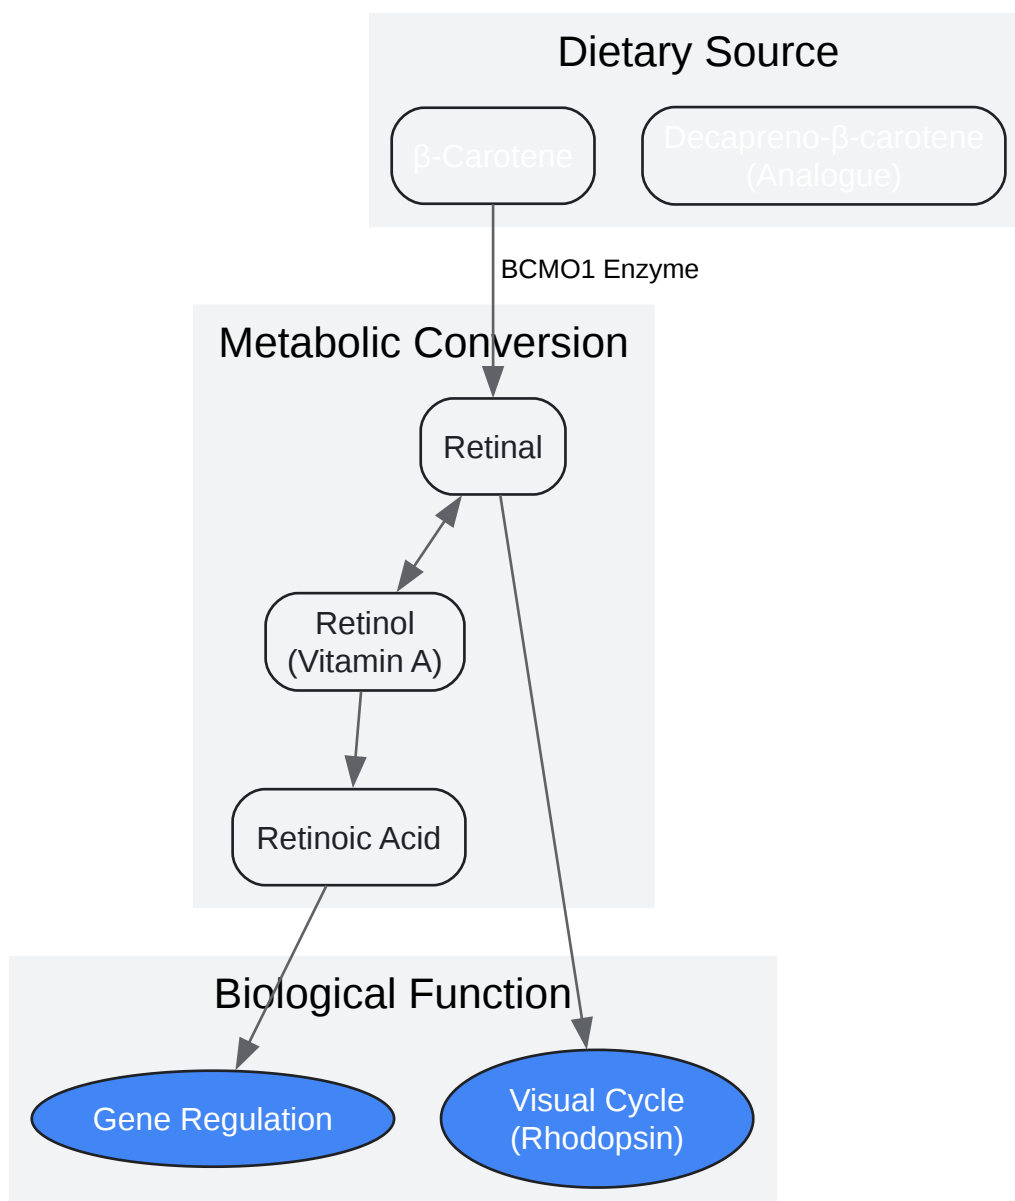 Dietary Source
β-Carotene
Decapreno-β-carotene
(Analogue)
BCMO1 Enzyme
Metabolic Conversion
Retinal
Retinol
(Vitamin A)
Retinoic Acid
Biological Function
Gene Regulation
Visual Cycle
(Rhodopsin)